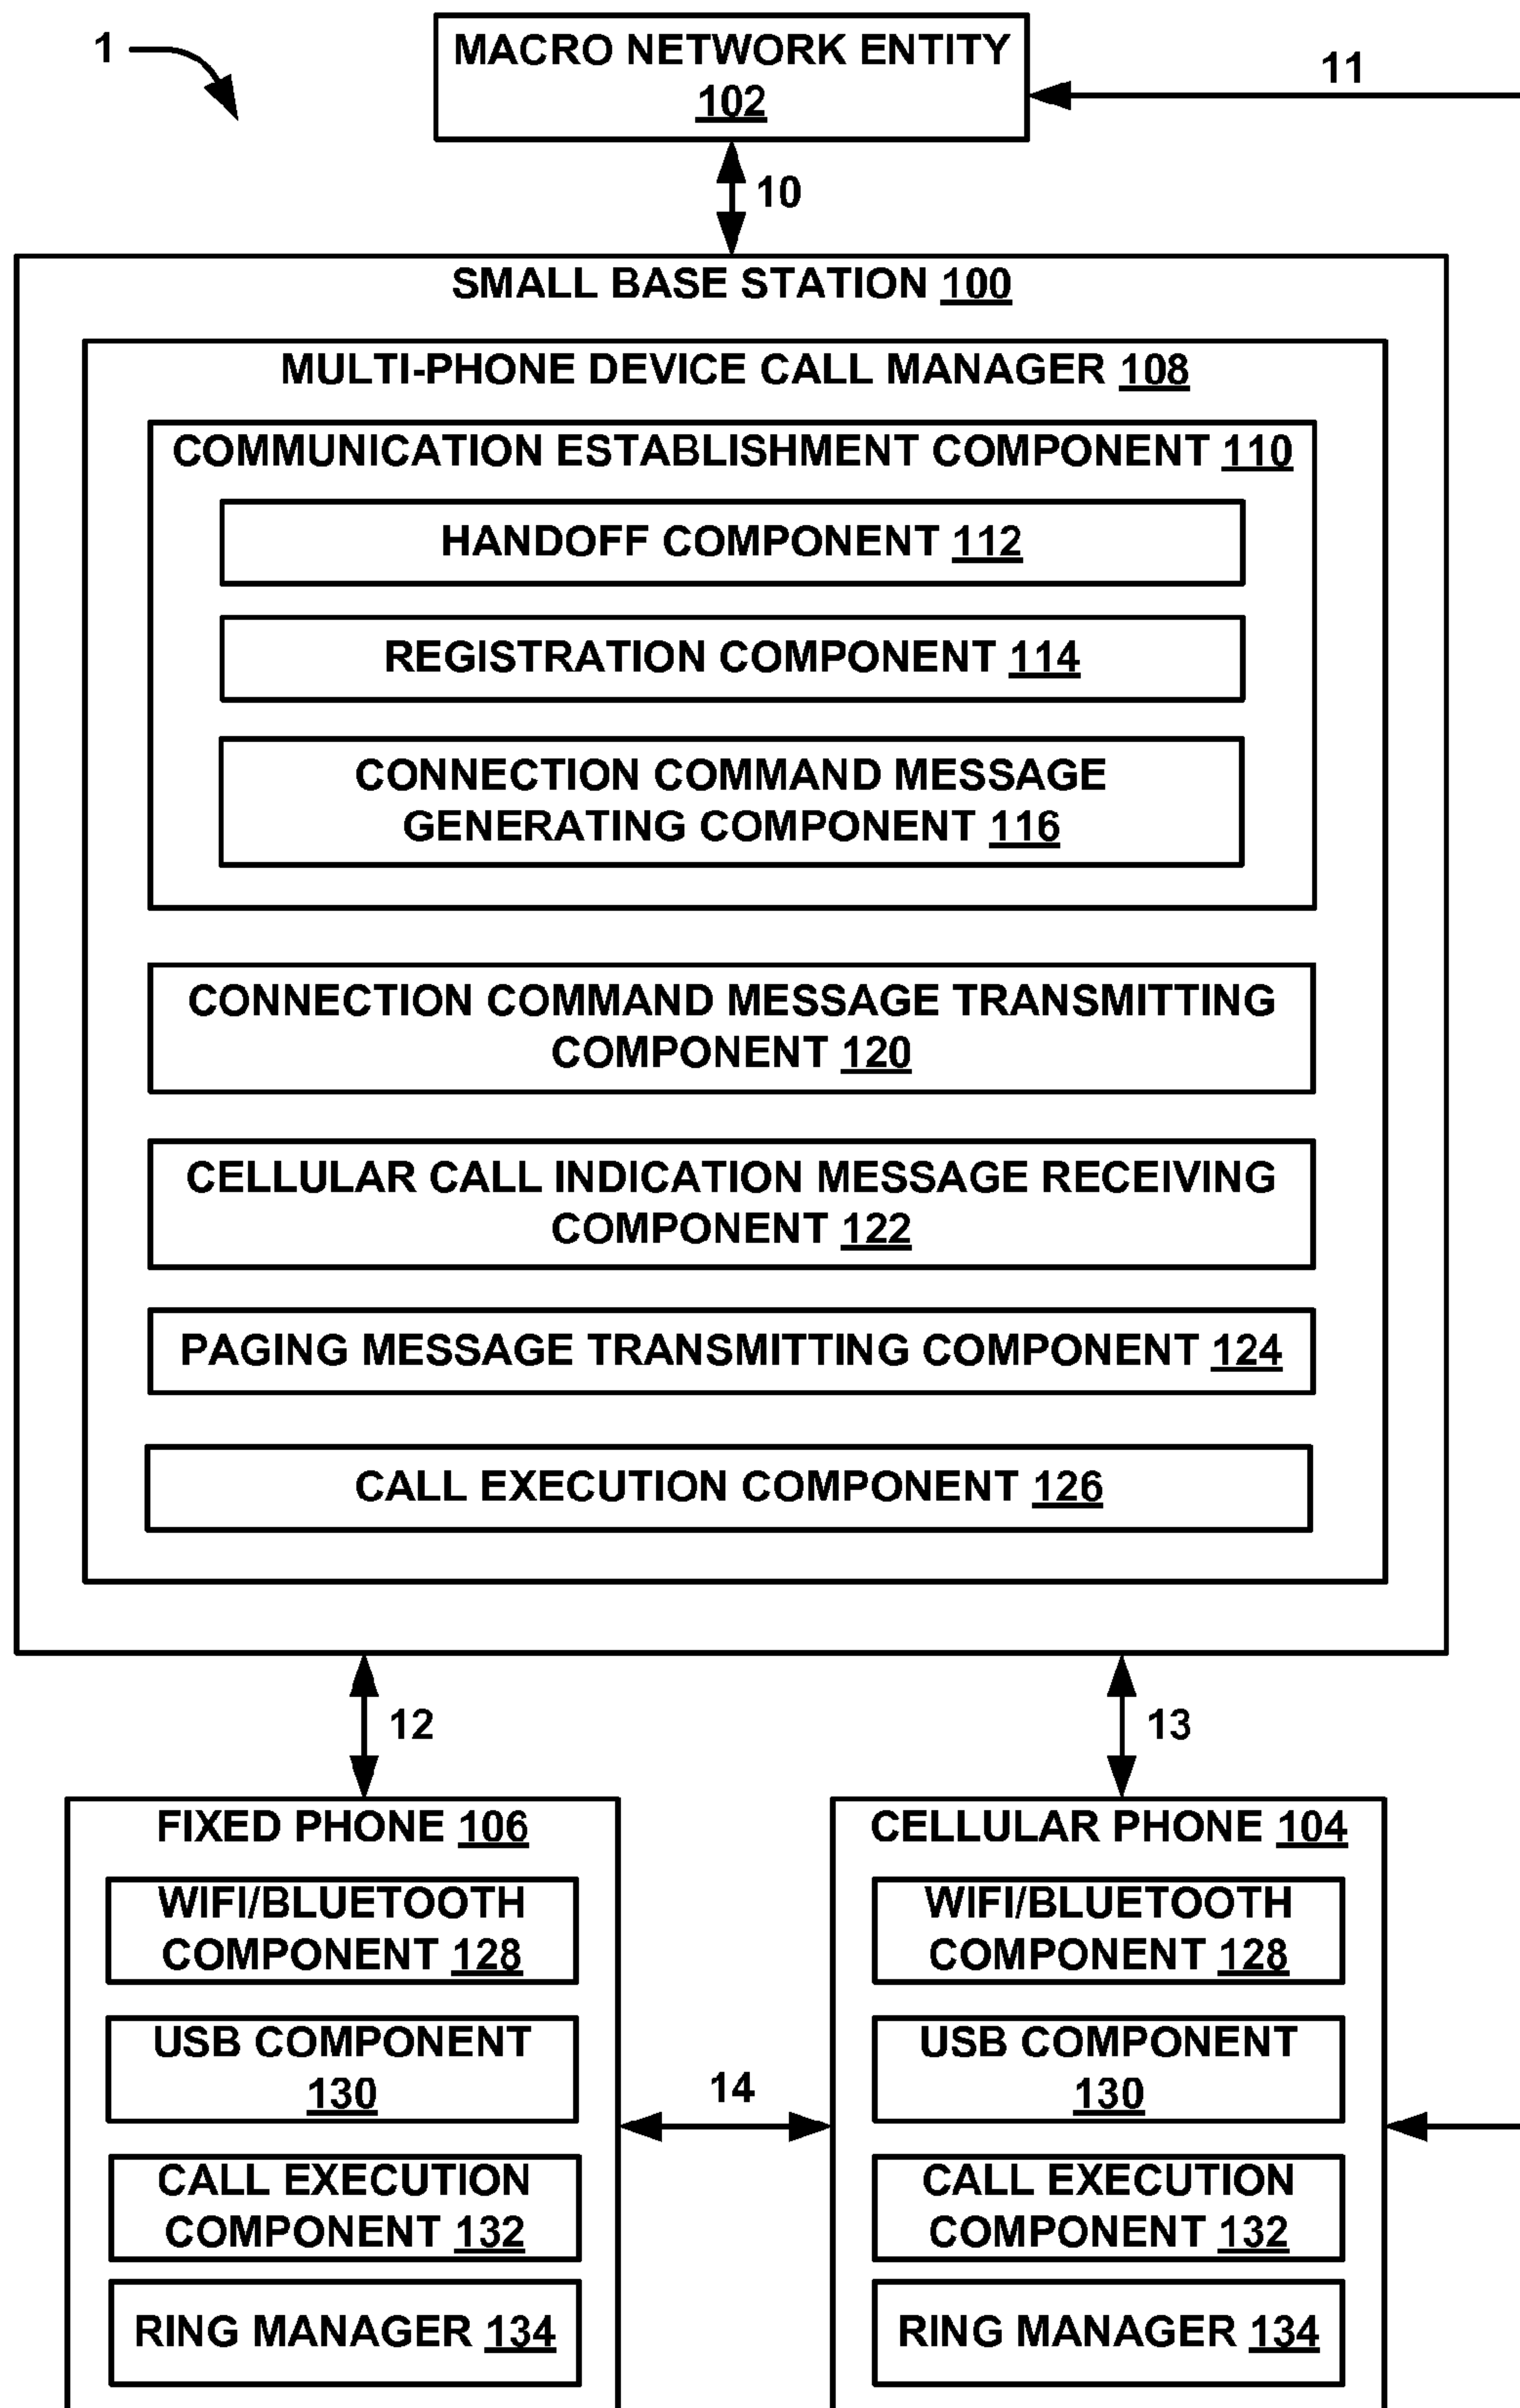 1
MACRO NETWORK ENTITY
102
11
10
SMALL BASE STATION 100
MULTI-PHONE DEVICE CALL MANAGER 108
COMMUNICATION ESTABLISHMENT COMPONENT 110
HANDOFF COMPONENT 112
REGISTRATION COMPONENT 114
CONNECTION COMMAND MESSAGE
GENERATING COMPONENT 116
CONNECTION COMMAND MESSAGE TRANSMITTING
COMPONENT 120
CELLULAR CALL INDICATION MESSAGE RECEIVING
COMPONENT 122
PAGING MESSAGE TRANSMITTING COMPONENT 124
CALL EXECUTION COMPONENT 126
12
13
FIXED PHONE 106
WIFI/BLUETOOTH
COMPONENT 128
USB COMPONENT
130
CALL EXECUTION
COMPONENT 132
RING MANAGER 134
14
CELLULAR PHONE 104
WIFI/BLUETOOTH
COMPONENT 128
USB COMPONENT
130
CALL EXECUTION
COMPONENT 132
RING MANAGER 134